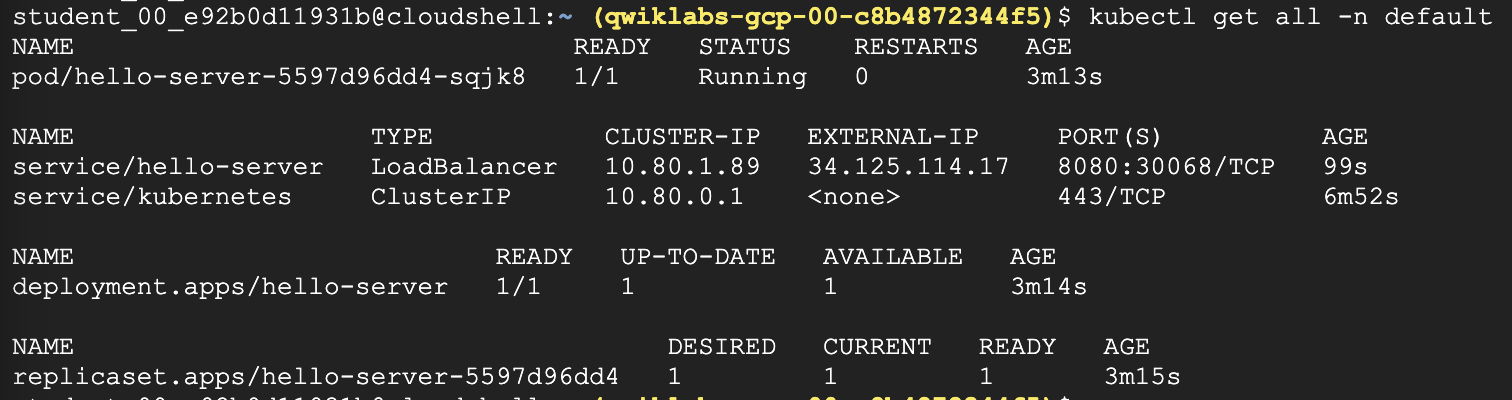 student_00_e92b0d11931b@cloudshell:~ (qwiklabs-gcp-00-c8b4872344f5)$ kubectl get all -n default
NAME READY STATUS RESTARTS AGE
pod/hello-server-5597d96dd4-sqjk8 1/1 Running 0 3m13s
NAME TYPE CLUSTER-IP EXTERNAL-IP PORT(S) AGE
service/hello-server LoadBalancer 10.80.1.89 34.125.114.17 8080:30068/TCP 99s
service/kubernetes ClusterIP 10.80.0.1 <none> 443/TCP 6m52s
NAME READY UP-TO-DATE AVAILABLE AGE
deployment.apps/hello-server 1/1 1 1 3m14s
NAME DESIRED CURRENT READY AGE
replicaset.apps/hello-server-5597d96dd4 1 1 1 3m15s